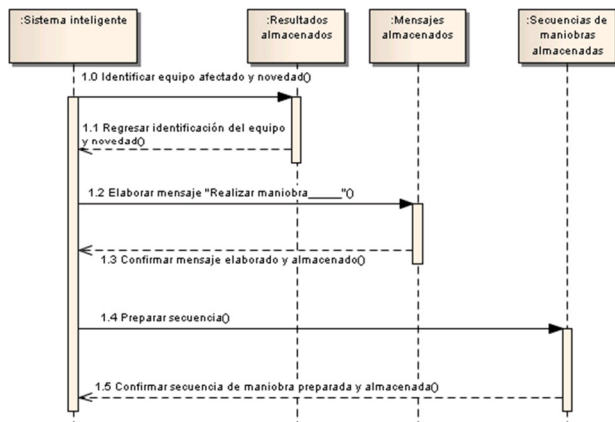 :Sistema inteligente
:Resultados
almacenados
:Mensajes
almacenados
:Secuencias de
maniobras
almacenadas
1.0 Identificar equipo afectado y novedad()
1.1 Regresar identificación del equipo
y novedad()
1.2 Elaborar mensaje "Realizar maniobra_____"()
1.3 Confirmar mensaje elaborado y almacenado()
1.4 Preparar secuencia()
1.5 Confirmar secuencia de maniobra preparada y almacenada()